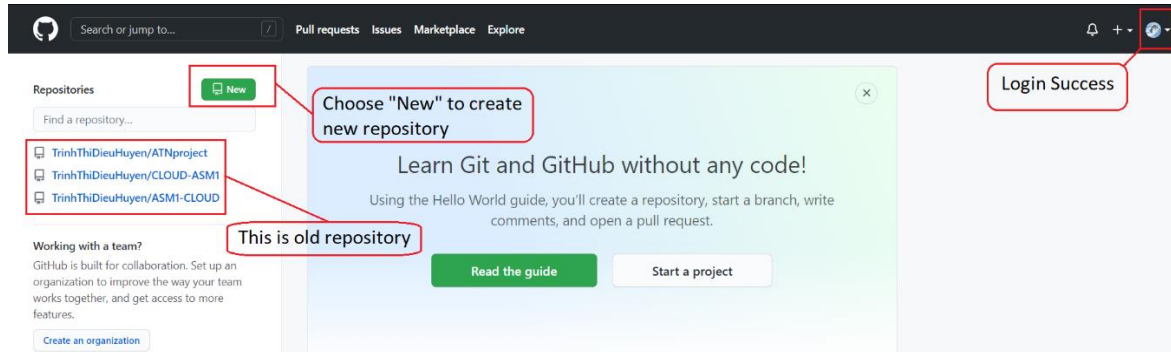 Search or jump to...
/
Pull requests Issues Marketplace Explore
Login Success
Repositories
New
Find a repository...
TrinhThiDieuHuyen/ATNproject
TrinhThiDieuHuyen/CLOUD-ASM1
TrinhThiDieuHuyen/ASM1-CLOUD
Choose "New" to create
new repository
This is old repository
Working with a team?
GitHub is built for collaboration. Set up an
organization to improve the way your team
works together, and get access to more
features.
Create an organization
Learn Git and GitHub without any code!
Using the Hello World guide, you'll create a repository, start a branch, write
comments, and open a pull request.
Read the guide
Start a project